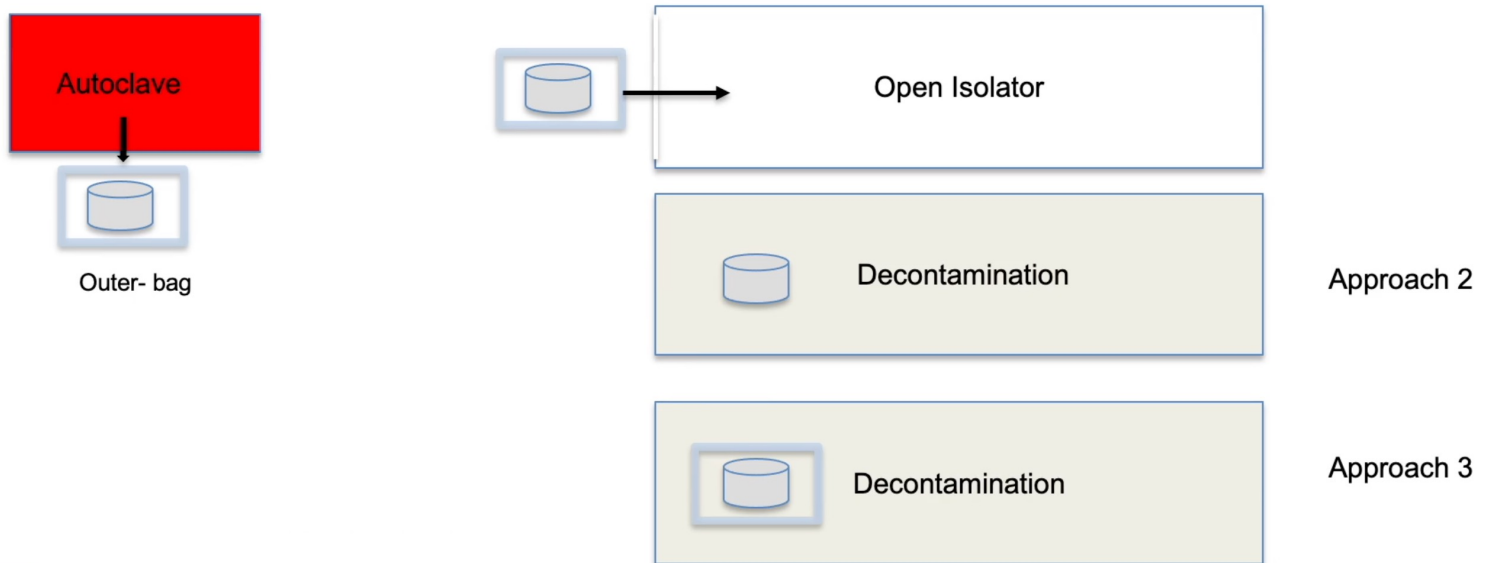 Autoclave
Open Isolator
Outer- bag
Decontamination
Approach 2
Decontamination
Approach 3